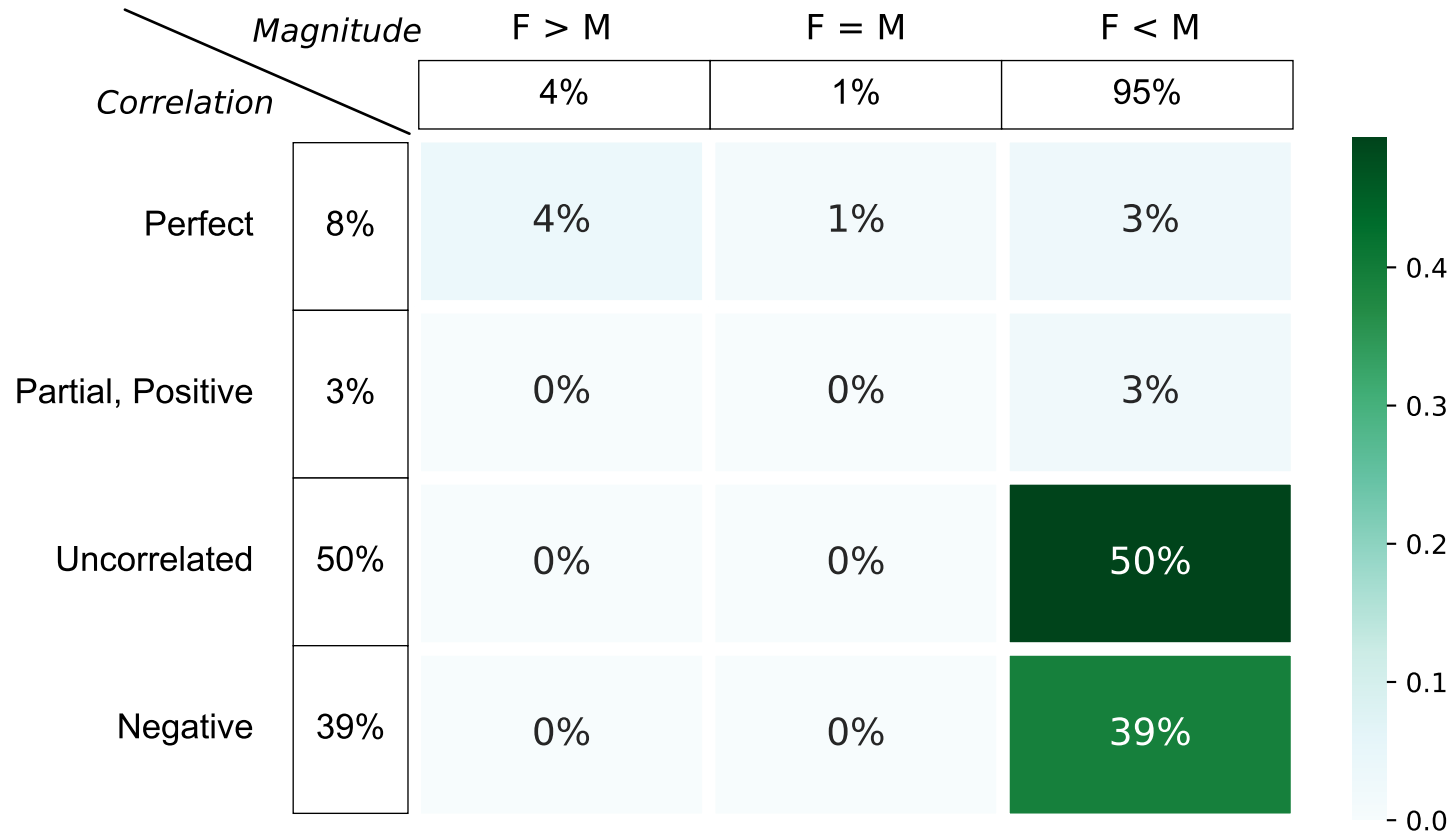 Magnitude F > M F = M F < M
Correlation 4% 1% 95%
Perfect 8% 4% 1% 3%
Partial, Positive 3% 0% 0% 3%
Uncorrelated 50% 0% 0% 50%
Negative 39% 0% 0% 39%
0.4
0.3
0.2
0.1
0.0